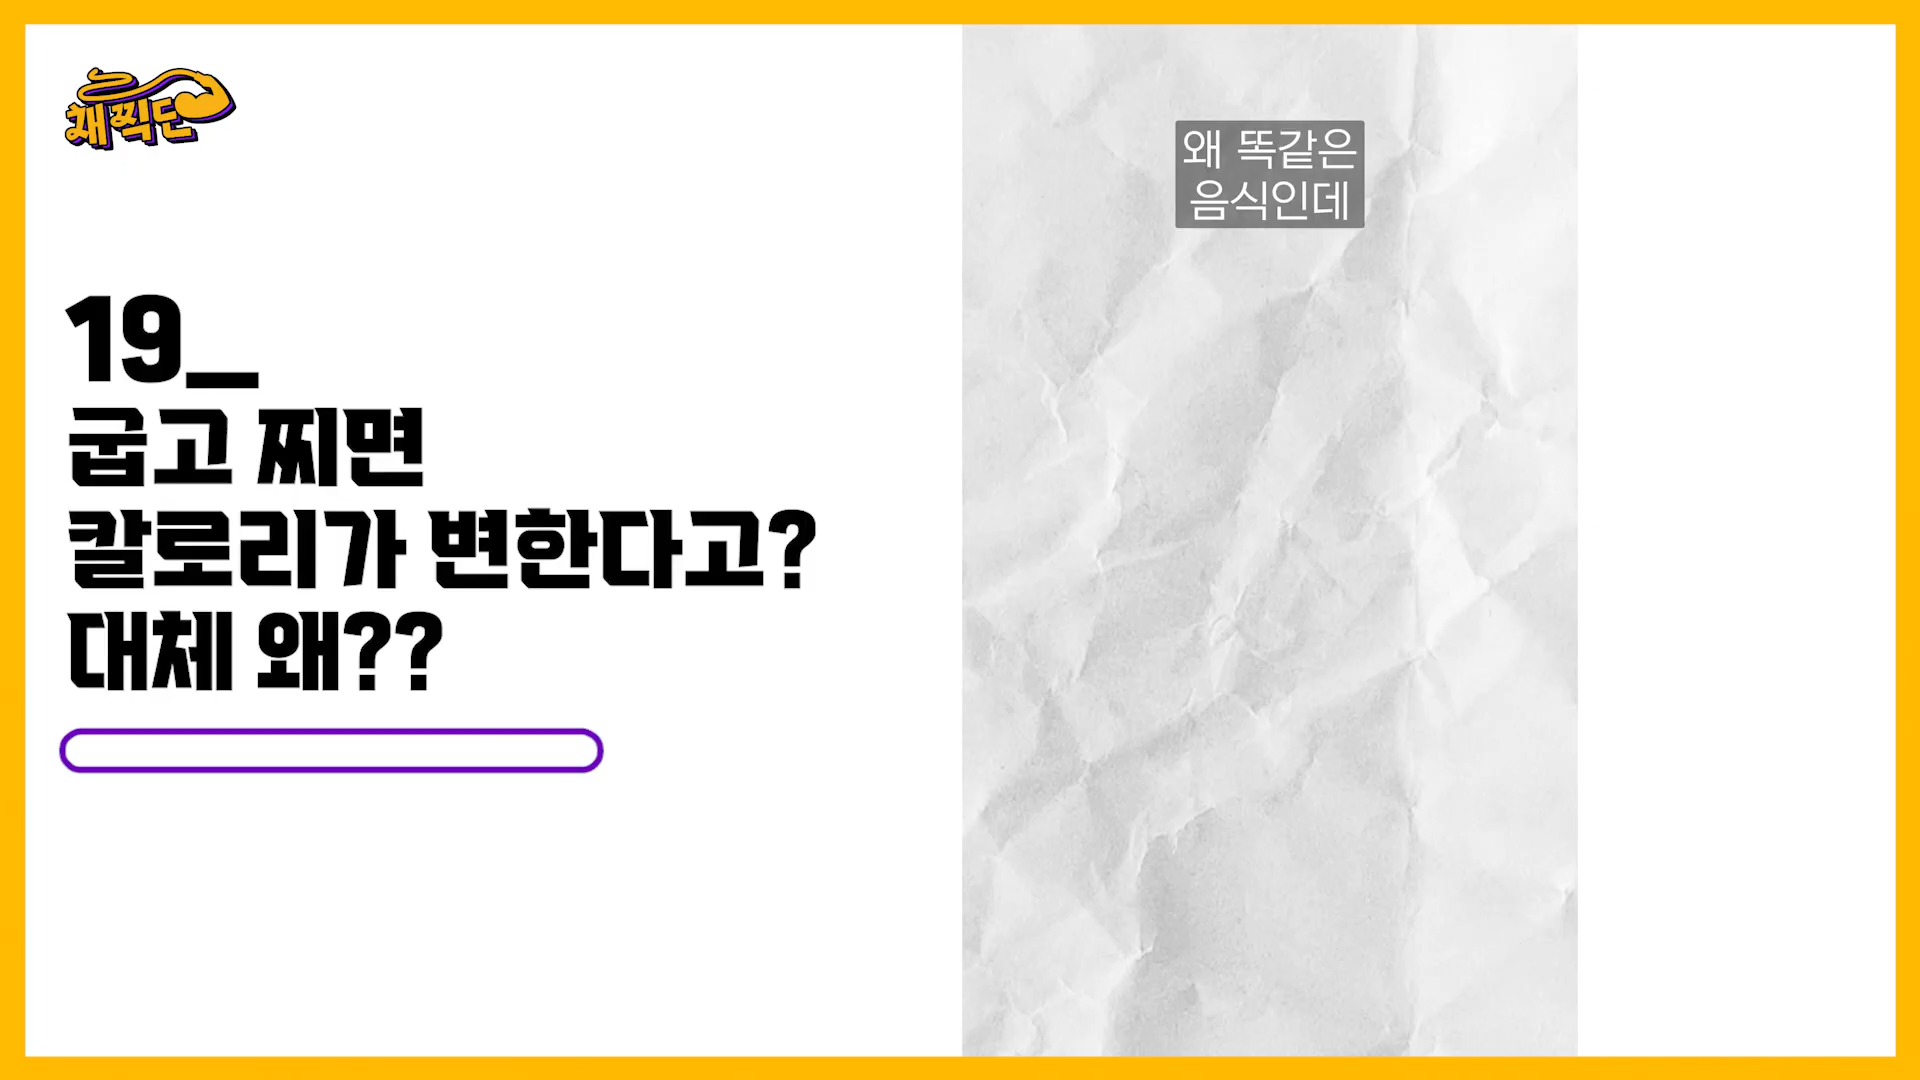 채찍단
19_
굽고 찌면
칼로리가 변한다고?
대체 왜??
왜 똑같은
음식인데